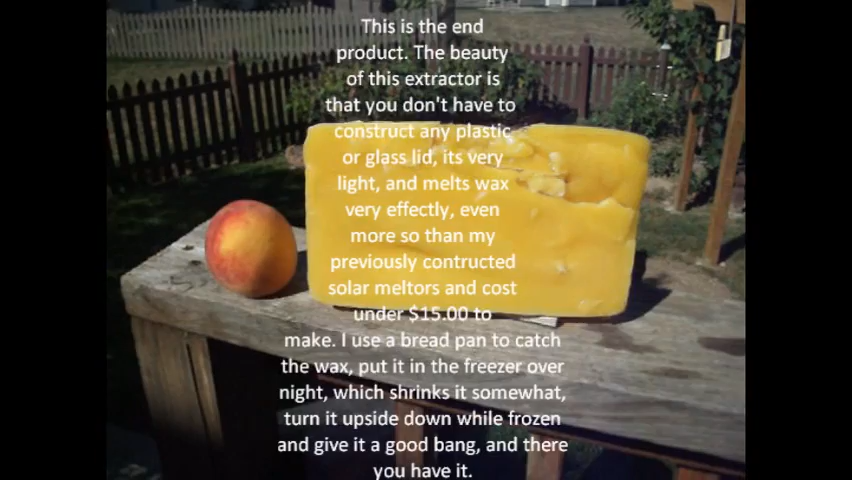 This is the end
product. The beauty
of this extractor is
that you don't have to
construct any plastic
or glass lid, its very
light, and melts wax
very effectly, even
more so than my
previously contructed
solar meltors and cost
under $15.00 to
make. I use a bread pan to catch
the wax, put it in the freezer over
night, which shrinks it somewhat,
turn it upside down while frozen
and give it a good bang, and there
you have it.